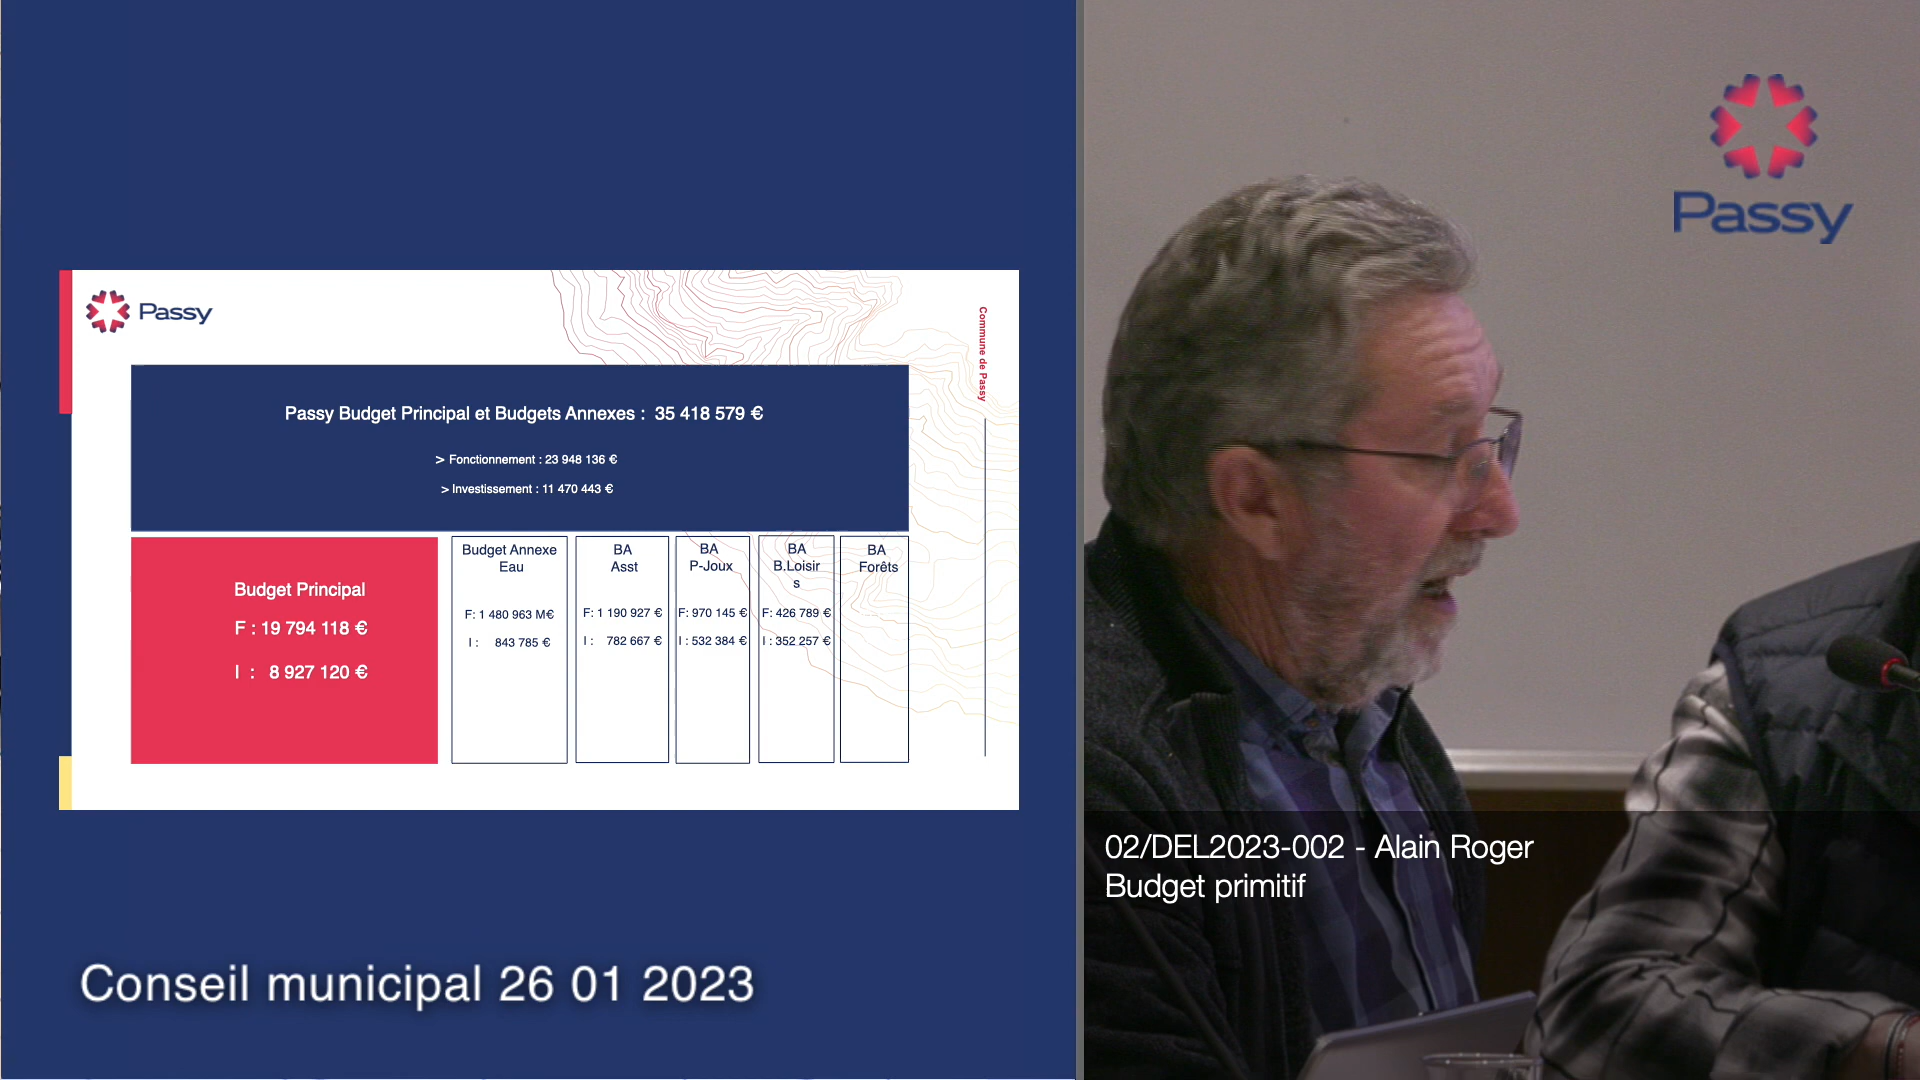 Passy
Commune de Passy
Passy Budget Principal et Budgets Annexes : 35 418 579 €
> Fonctionnement : 23 948 136 €
> Investissement : 11 470 443 €
Budget Principal
F : 19 794 118 €
I : 8 927 120 €
Budget Annexe
Eau
F: 1 480 963 M€
I : 843 785 €
BA
Asst
F: 1 190 927 €
I : 782 667 €
BA
P-Joux
F: 970 145 €
I : 532 384 €
BA
B.Loisir
s
F: 426 789 €
I : 352 257 €
BA
Forêts
Conseil municipal 26 01 2023
Passy
02/DEL2023-002 - Alain Roger
Budget primitif